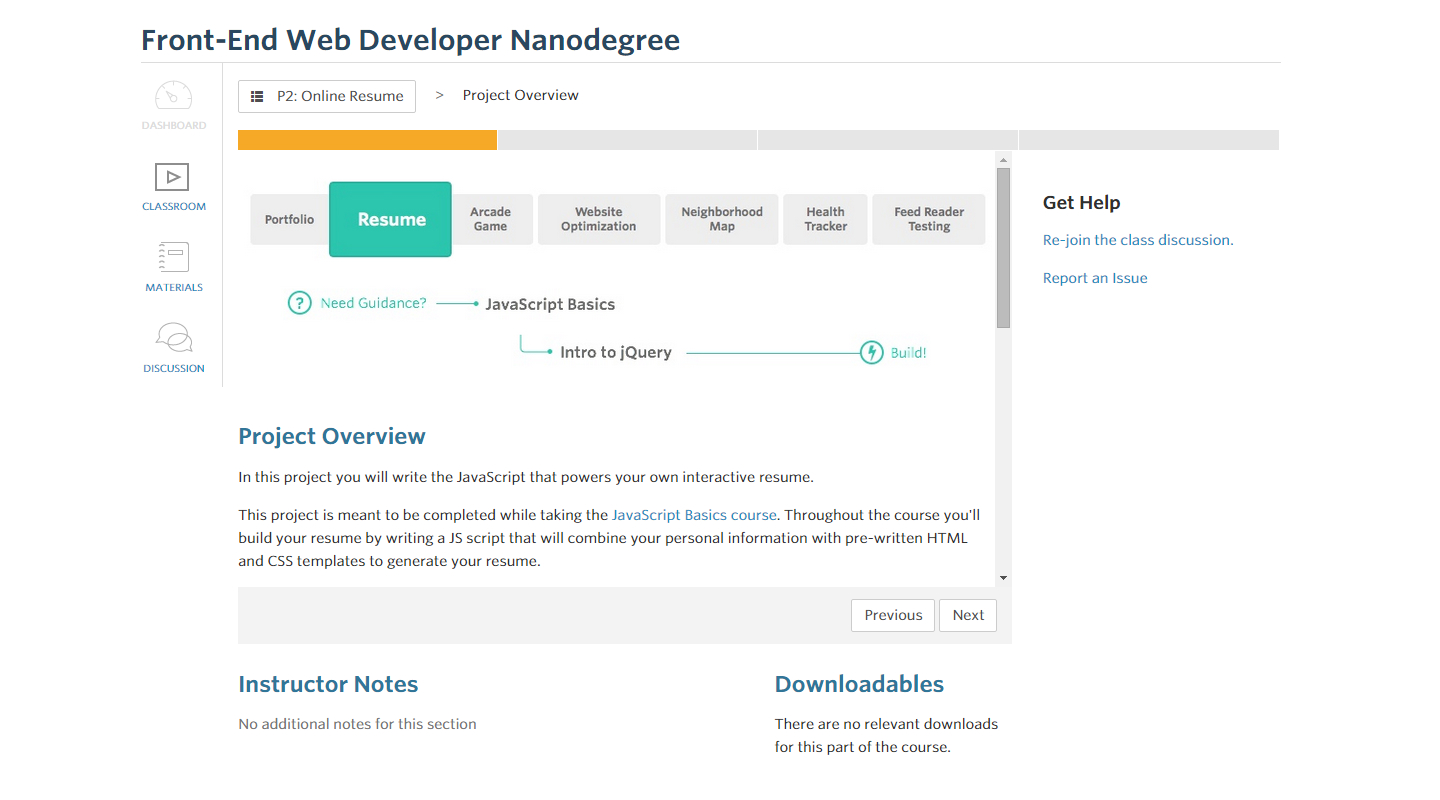 Front-End Web Developer Nanodegree
DASHBOARD
CLASSROOM
MATERIALS
DISCUSSION
P2: Online Resume > Project Overview
Portfolio
Resume
Arcade
Game
Website
Optimization
Neighborhood
Map
Health
Tracker
Feed Reader
Testing
? Need Guidance?
JavaScript Basics
Intro to jQuery
Build!
Project Overview
In this project you will write the JavaScript that powers your own interactive resume.
This project is meant to be completed while taking the JavaScript Basics course. Throughout the course you'll
build your resume by writing a JS script that will combine your personal information with pre-written HTML
and CSS templates to generate your resume.
Previous
Next
Get Help
Re-join the class discussion.
Report an Issue
Instructor Notes
No additional notes for this section
Downloadables
There are no relevant downloads
for this part of the course.